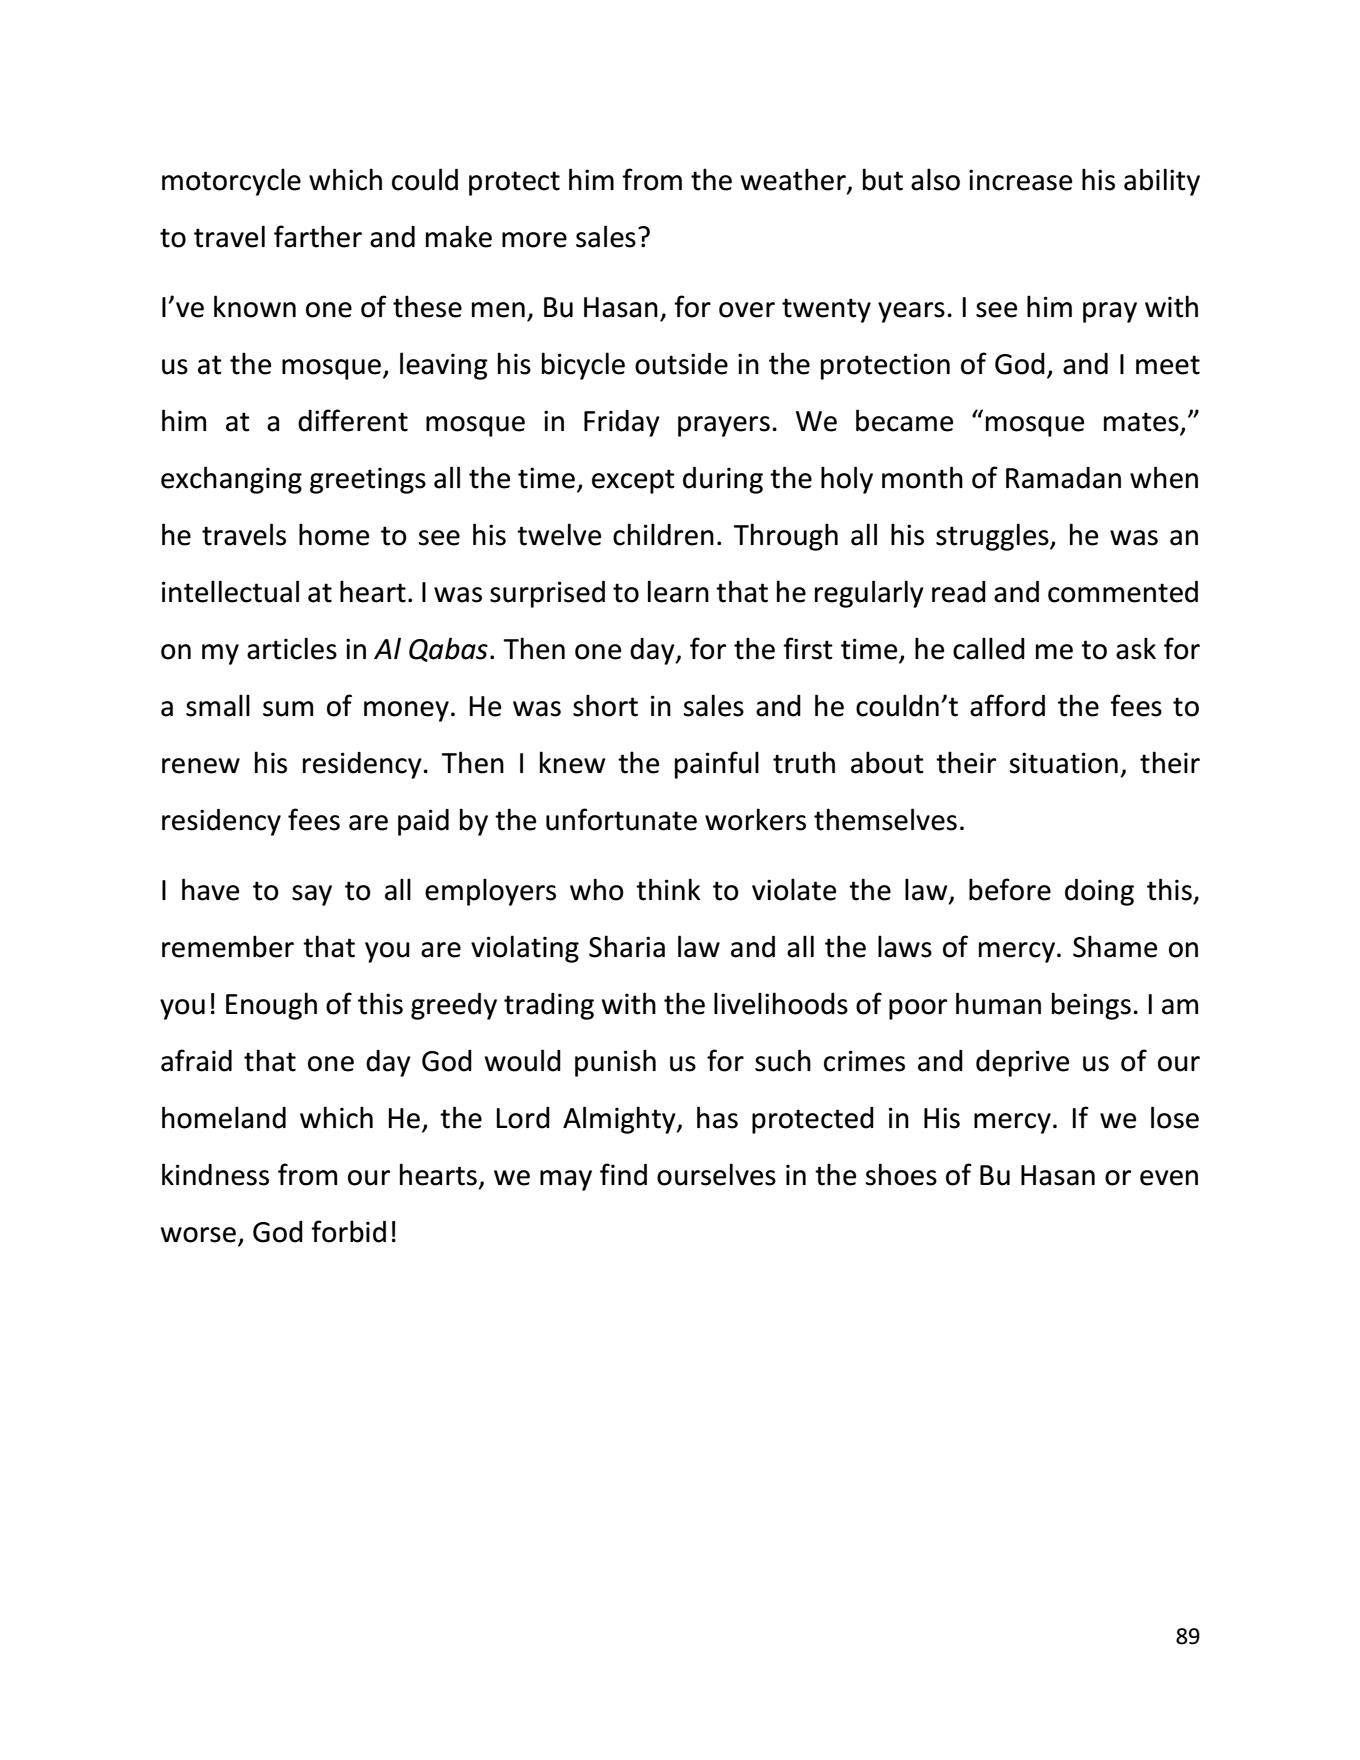 motorcycle which could protect him from the weather, but also increase his ability
to travel farther and make more sales?
I’ve known one of these men, Bu Hasan, for over twenty years. I see him pray with
us at the mosque, leaving his bicycle outside in the protection of God, and I meet
him at a different mosque in Friday prayers. We became “mosque mates,”
exchanging greetings all the time, except during the holy month of Ramadan when
he travels home to see his twelve children. Through all his struggles, he was an
intellectual at heart. I was surprised to learn that he regularly read and commented
on my articles in Al Qabas. Then one day, for the first time, he called me to ask for
a small sum of money. He was short in sales and he couldn’t afford the fees to
renew his residency. Then I knew the painful truth about their situation, their
residency fees are paid by the unfortunate workers themselves.
I have to say to all employers who think to violate the law, before doing this,
remember that you are violating Sharia law and all the laws of mercy. Shame on
you! Enough of this greedy trading with the livelihoods of poor human beings. I am
afraid that one day God would punish us for such crimes and deprive us of our
homeland which He, the Lord Almighty, has protected in His mercy. If we lose
kindness from our hearts, we may find ourselves in the shoes of Bu Hasan or even
worse, God forbid!
89